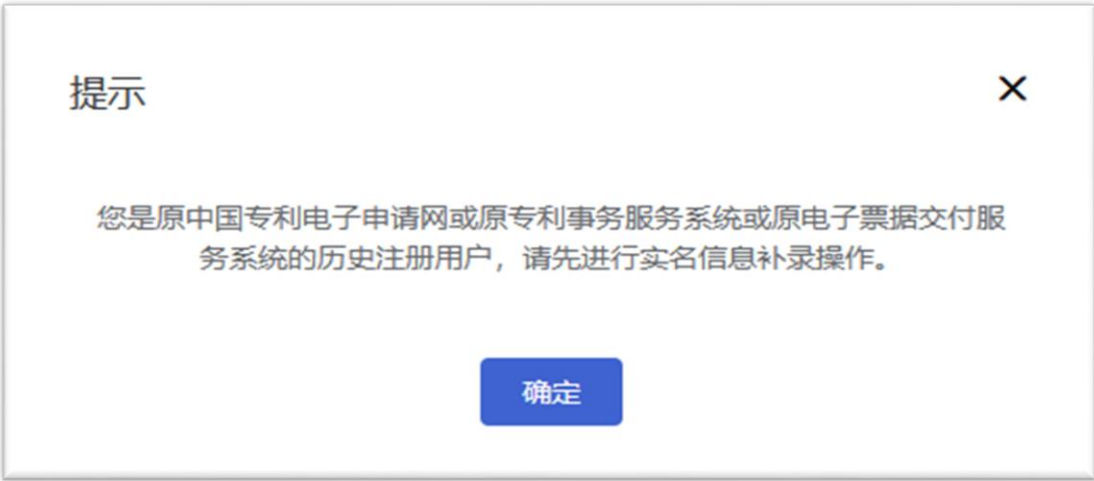 提示
您是原中国专利电子申请网或原专利事务服务系统或原电子票据交付服
务系统的历史注册用户，请先进行实名信息补录操作。
确定